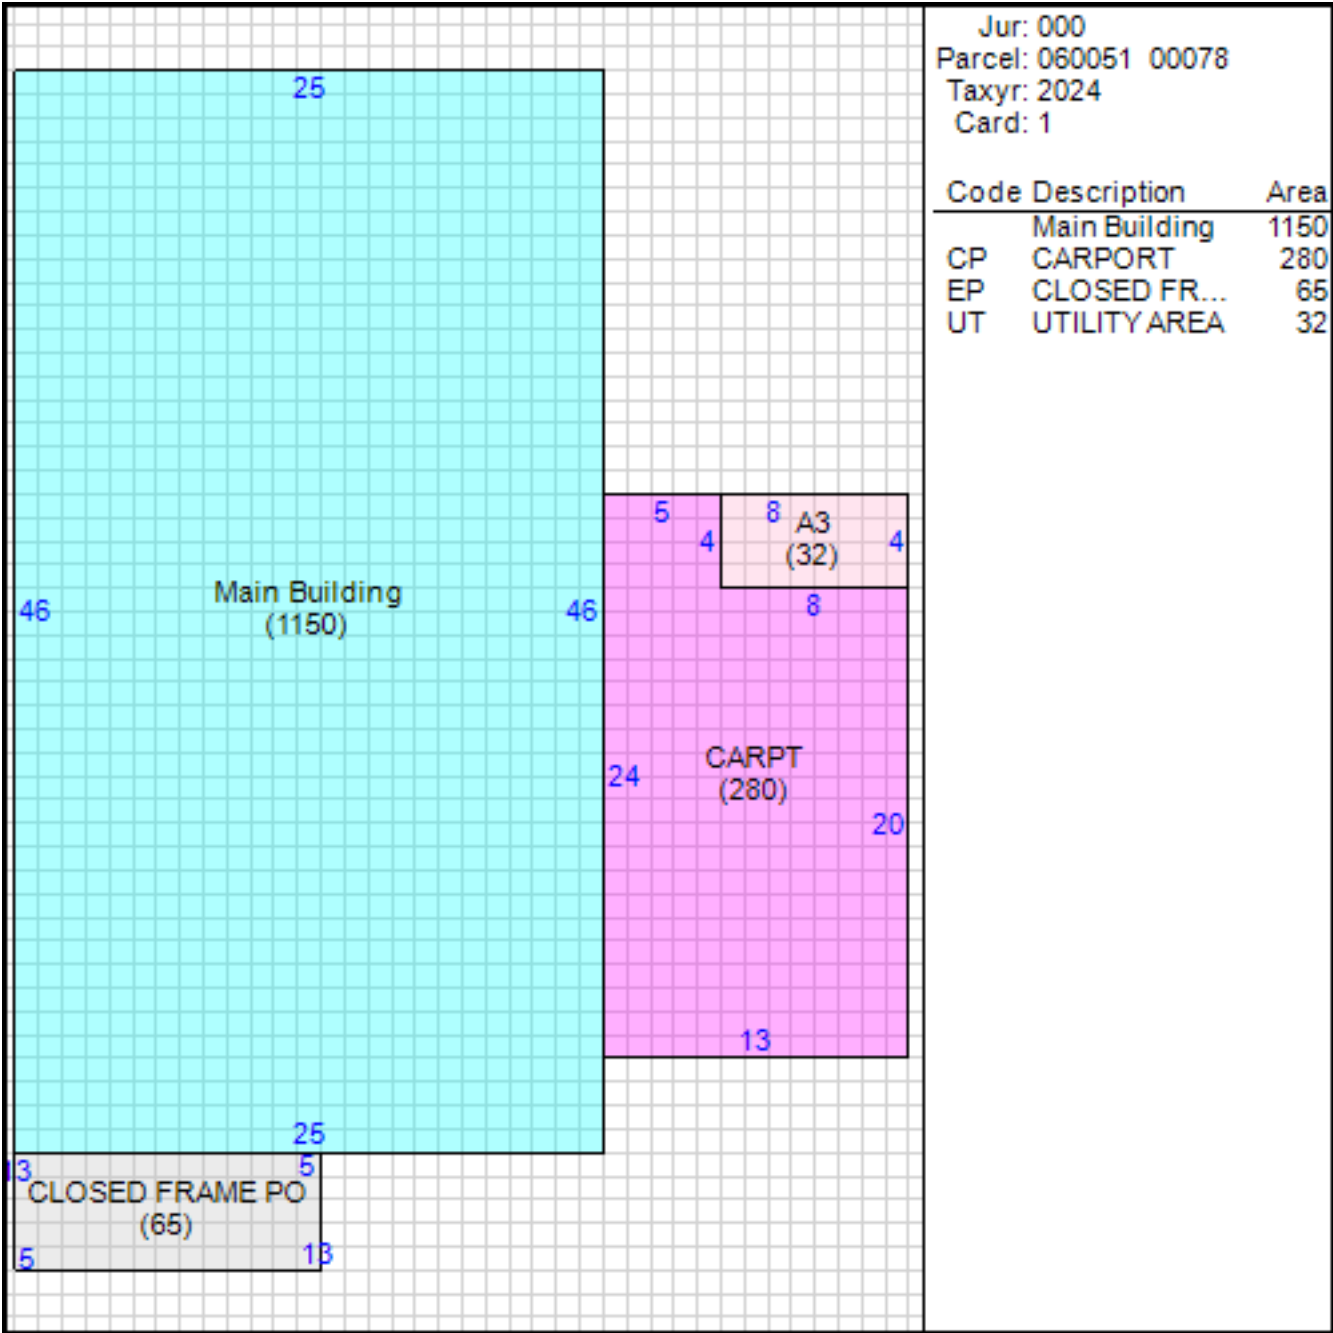 Jur: 000
Parcel: 060051 00078
Taxyr: 2024
Card: 1
Code Description Area
Main Building 1150
CP CARPORT 280
EP CLOSED FR... 65
UT UTILITY AREA 32
25
5
8
A3
4
(32)
4
Main Building
46
46
8
(1150)
CARPT
24
(280)
20
13
25
13
5
CLOSED FRAME PO
(65)
5
13